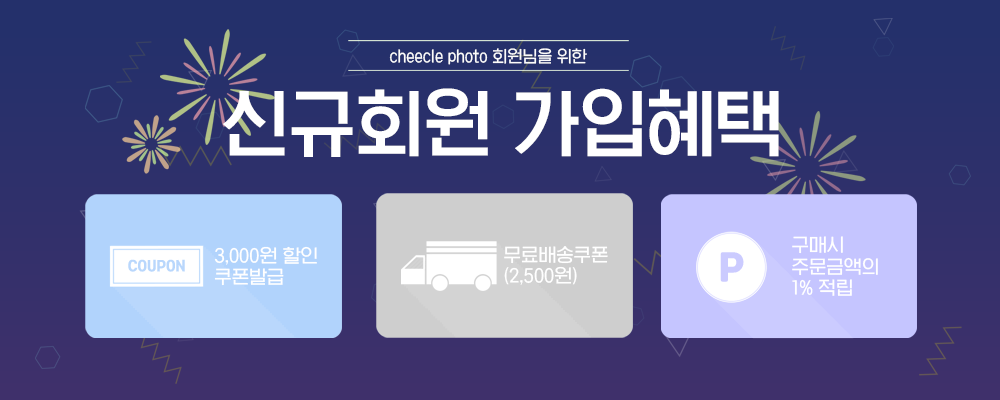 cheecle photo 회원님을 위한
신규회원 가입혜택
COUPON
3,000원 할인
쿠폰발급
무료배송쿠폰
(2,500원)
P
구매시
주문금액의
1% 적립